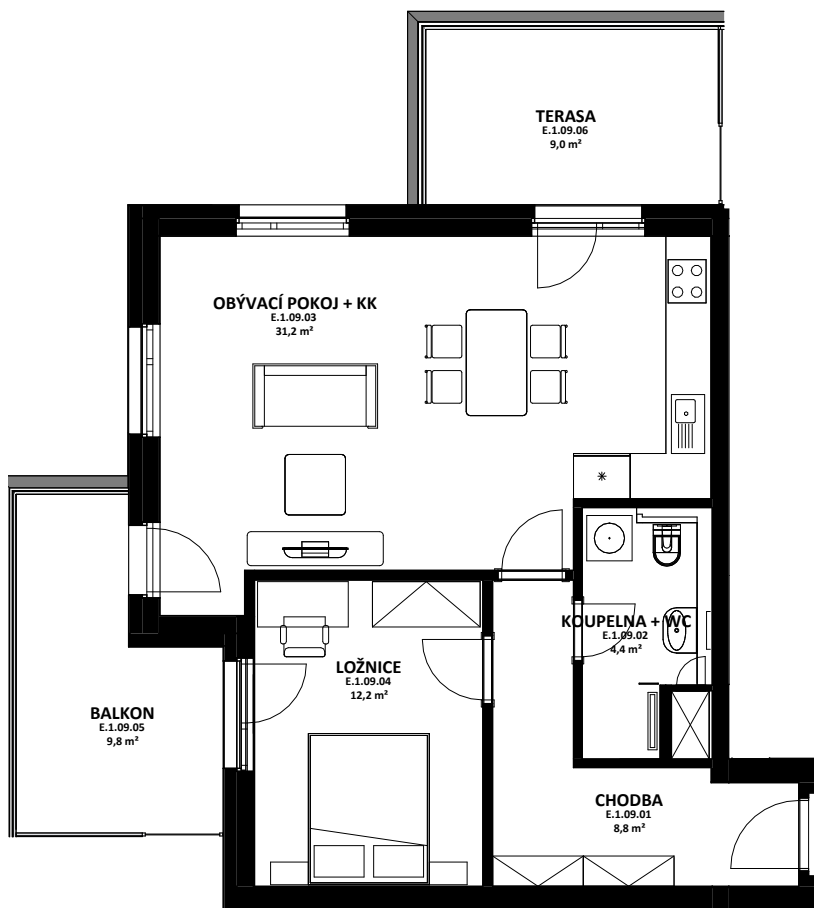 TERASA
E.1.09.06
9,0 m²
OBÝVACÍ POKOJ + KK
E.1.09.03
31,2 m²
KOUPELNA + WC
E.1.09.02
4,4 m²
LOŽNICE
E.1.09.04
12,2 m²
BALKON
E.1.09.05
9,8 m²
CHODBA
E.1.09.01
8,8 m²